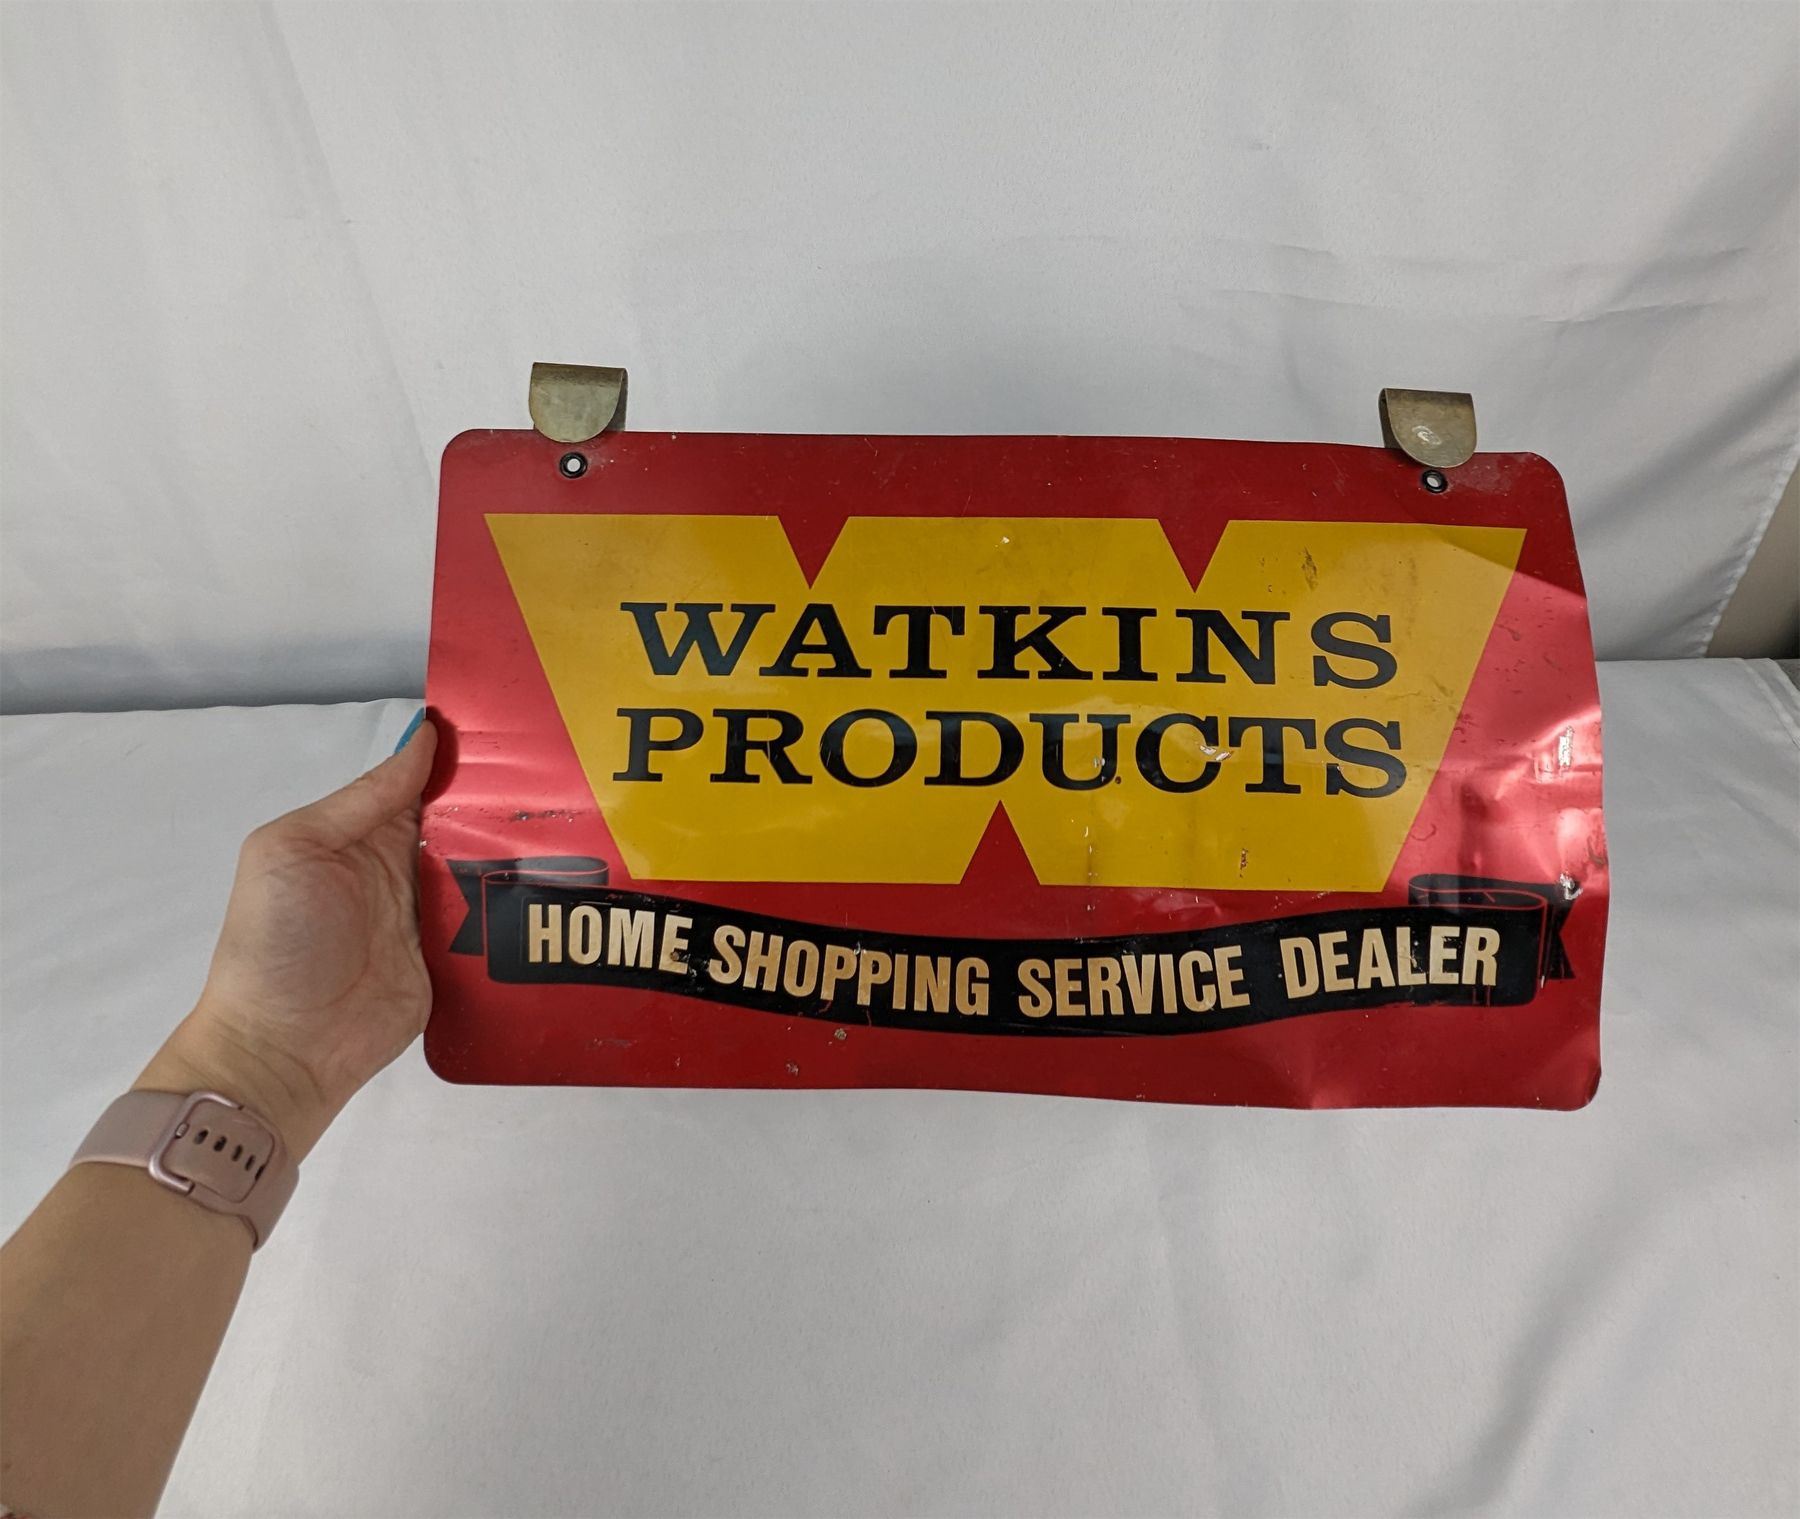 WATKINS
PRODUCTS
HOME SHOPPING SERVICE DEALER